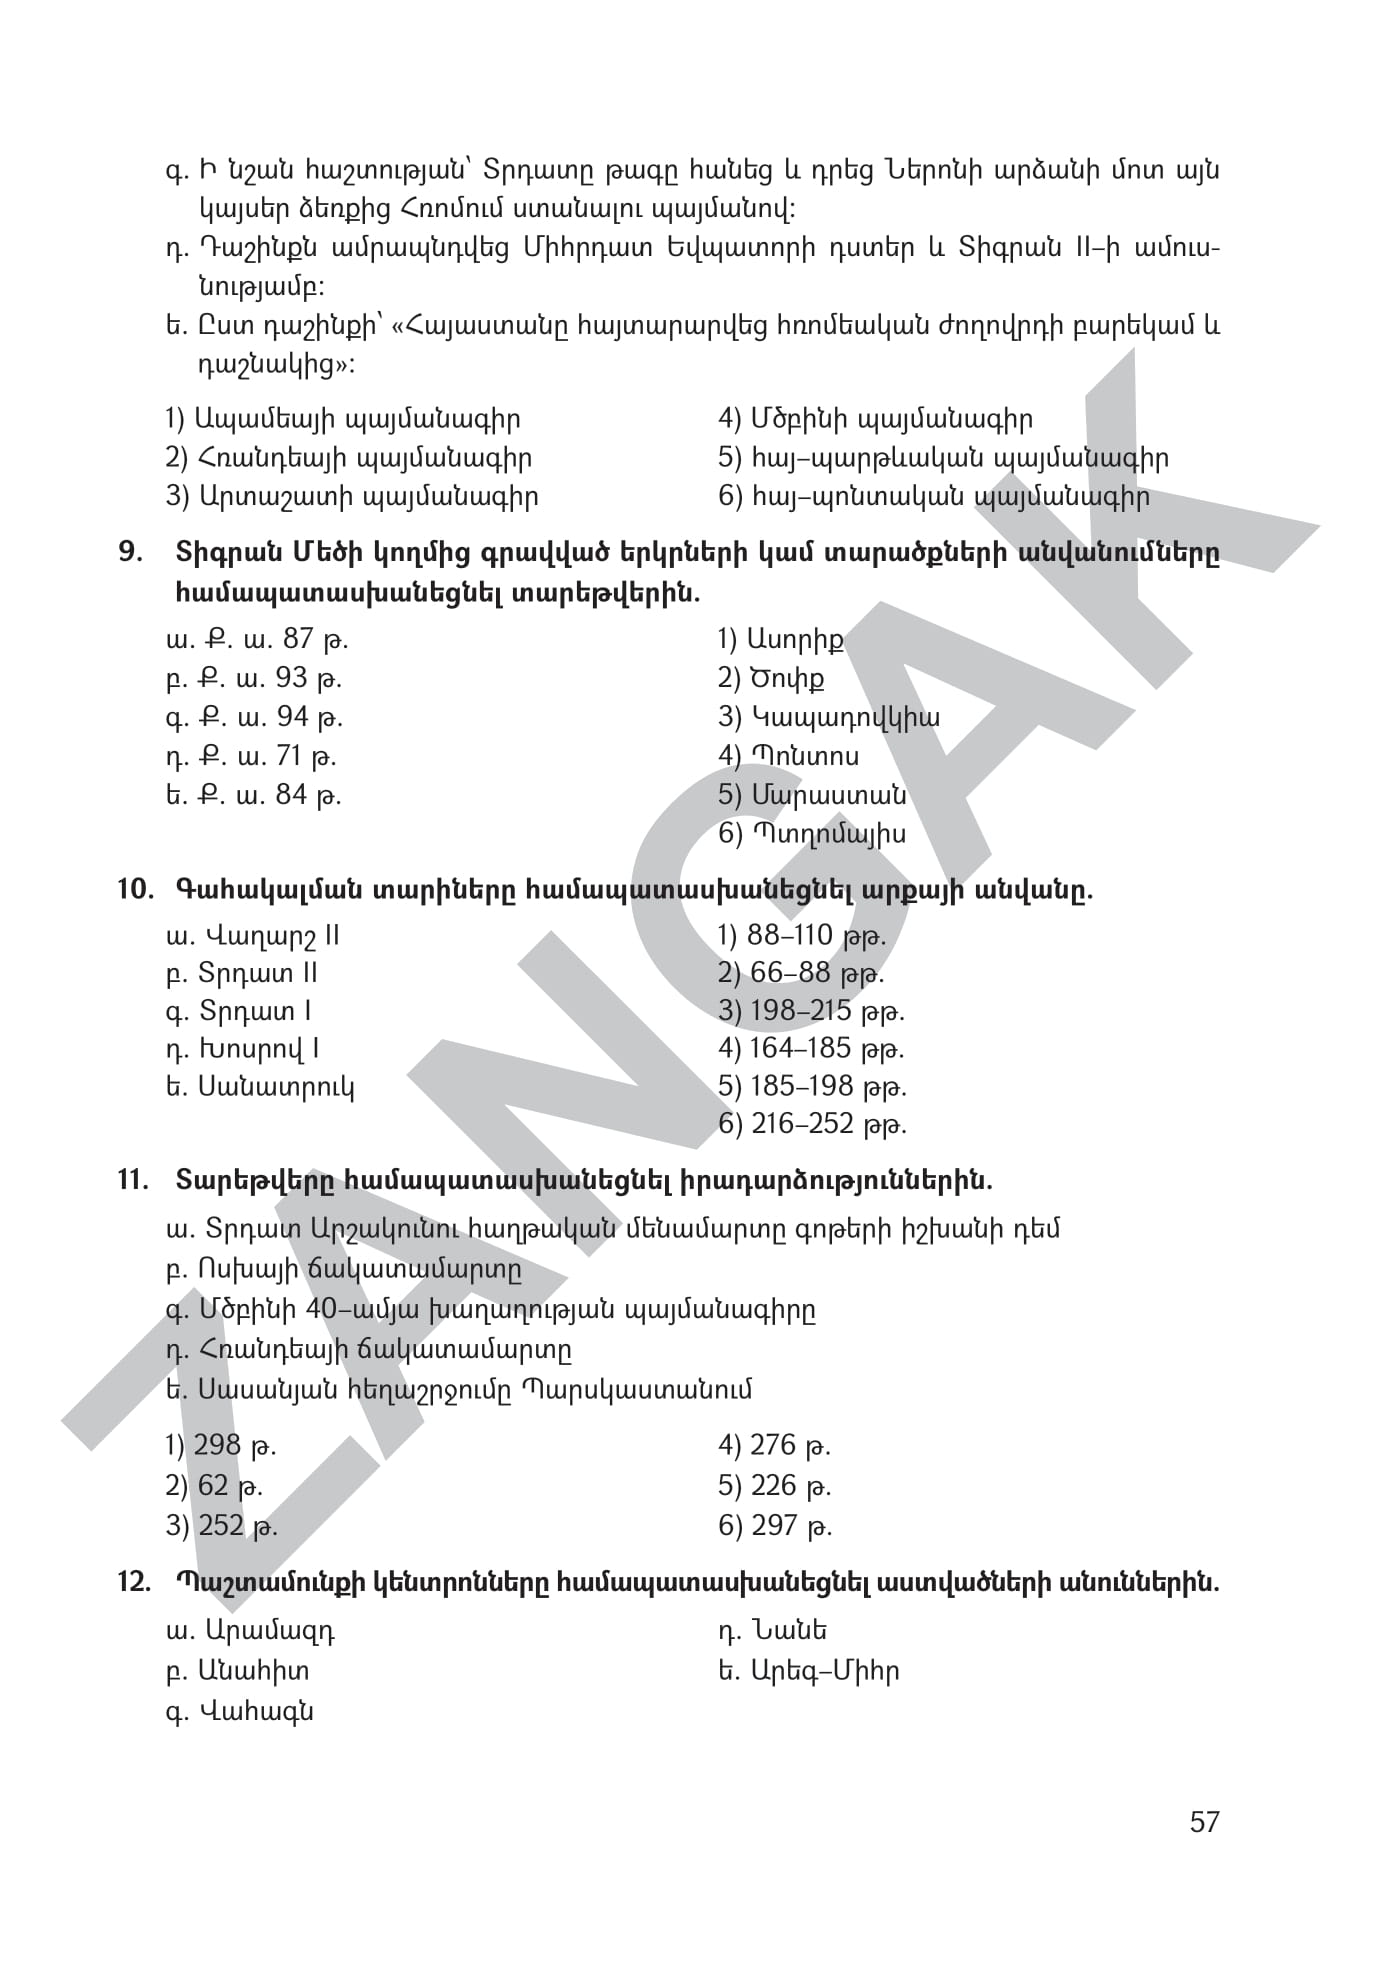 գ. Ի նշան հաշտության՝ Տրդատը թագը հանեց և դրեց Ներոնի արձանի մոտ այն
կայսեր ձեռքից Հռոմում ստանալու պայմանով:
դ. Դաշինքն ամրապնդվեց Միհրդատ Եվպատորի դստեր և Տիգրան II–ի ամուս-
նությամբ:
ե. Ըստ դաշինքի՝ «Հայաստանը հայտարարվեց հռոմեական ժողովրդի բարեկամ և
դաշնակից»:
1) Ապամեայի պայմանագիր
2) Հռանդեայի պայմանագիր
3) Արտաշատի պայմանագիր
4) Մծբինի պայմանագիր
5) հայ–պարթևական պայմանագիր
6) հայ–պոնտական պայմանագիր
9. Տիգրան Մեծի կողմից գրավված երկրների կամ տարածքների անվանումները
համապատասխանեցնել տարեթվերին.
ա. Ք. ա. 87 թ.
բ. Ք. ա. 93 թ.
գ. Ք. ա. 94 թ.
դ. Ք. ա. 71 թ.
ե. Ք. ա. 84 թ.
1) Ասորիք
2) Ծոփք
3) Կապադովկիա
4) Պոնտոս
5) Մարաստան
6) Պտղոմայիս
10. Գահակալման տարիները համապատասխանեցնել արքայի անվանը.
ա. Վաղարշ II
բ. Տրդատ II
գ. Տրդատ I
դ. Խոսրով I
ե. Սանատրուկ
1) 88–110 թթ.
2) 66–88 թթ.
3) 198–215 թթ.
4) 164–185 թթ.
5) 185–198 թթ.
6) 216–252 թթ.
11. Տարեթվերը համապատասխանեցնել իրադարձություններին.
ա. Տրդատ Արշակունու հաղթական մենամարտը գոթերի իշխանի դեմ
բ. Ոսխայի ճակատամարտը
գ. Մծբինի 40–ամյա խաղաղության պայմանագիրը
դ. Հռանդեայի ճակատամարտը
ե. Սասանյան հեղաշրջումը Պարսկաստանում
1) 298 թ.
2) 62 թ.
3) 252 թ.
4) 276 թ.
5) 226 թ.
6) 297 թ.
12. Պաշտամունքի կենտրոնները համապատասխանեցնել աստվածների անուններին.
ա. Արամազդ
բ. Անահիտ
գ. Վահագն
դ. Նանե
ե. Արեգ–Միհր
57
ZANGAK